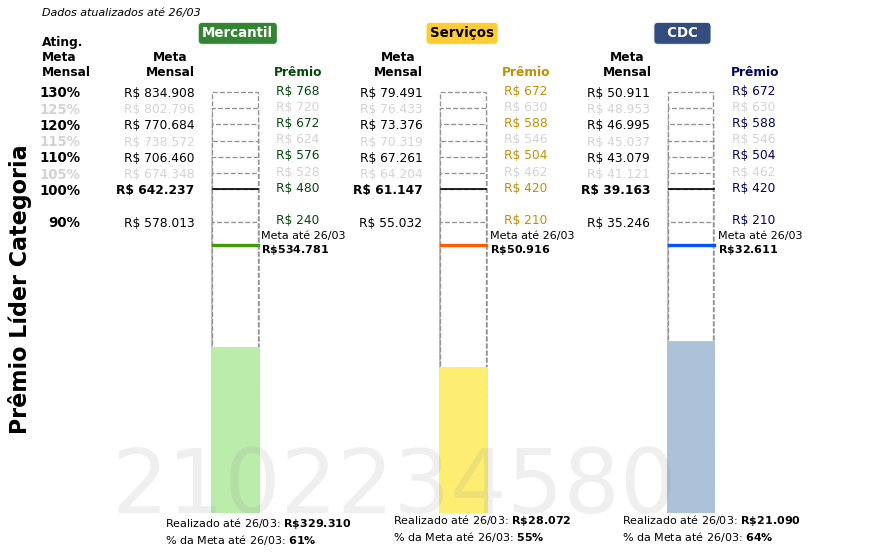 Dados atualizados até 26/03
Mercantil Serviços CDC
Ating. Meta Mensal
Meta Mensal Prêmio Meta Mensal Prêmio Meta Mensal Prêmio
130% R$ 834.908 R$ 768 R$ 79.491 R$ 672 R$ 50.911 R$ 672
125% R$ 802.796 R$ 720 R$ 76.433 R$ 630 R$ 48.953 R$ 630
120% R$ 770.684 R$ 672 R$ 73.376 R$ 588 R$ 46.995 R$ 588
115% R$ 738.572 R$ 624 R$ 70.319 R$ 546 R$ 45.037 R$ 546
110% R$ 706.460 R$ 576 R$ 67.261 R$ 504 R$ 43.079 R$ 504
105% R$ 674.348 R$ 528 R$ 64.204 R$ 462 R$ 41.121 R$ 462
100% R$ 642.237 R$ 480 R$ 61.147 R$ 420 R$ 39.163 R$ 420
90% R$ 578.013 R$ 240 R$ 55.032 R$ 210 R$ 35.246 R$ 210
Meta até 26/03 Meta até 26/03 Meta até 26/03
R$534.781 R$50.916 R$32.611
Prêmio Líder Categoria
2102234580
Realizado até 26/03: R$329.310 Realizado até 26/03: R$28.072 Realizado até 26/03: R$21.090
% da Meta até 26/03: 61% % da Meta até 26/03: 55% % da Meta até 26/03: 64%